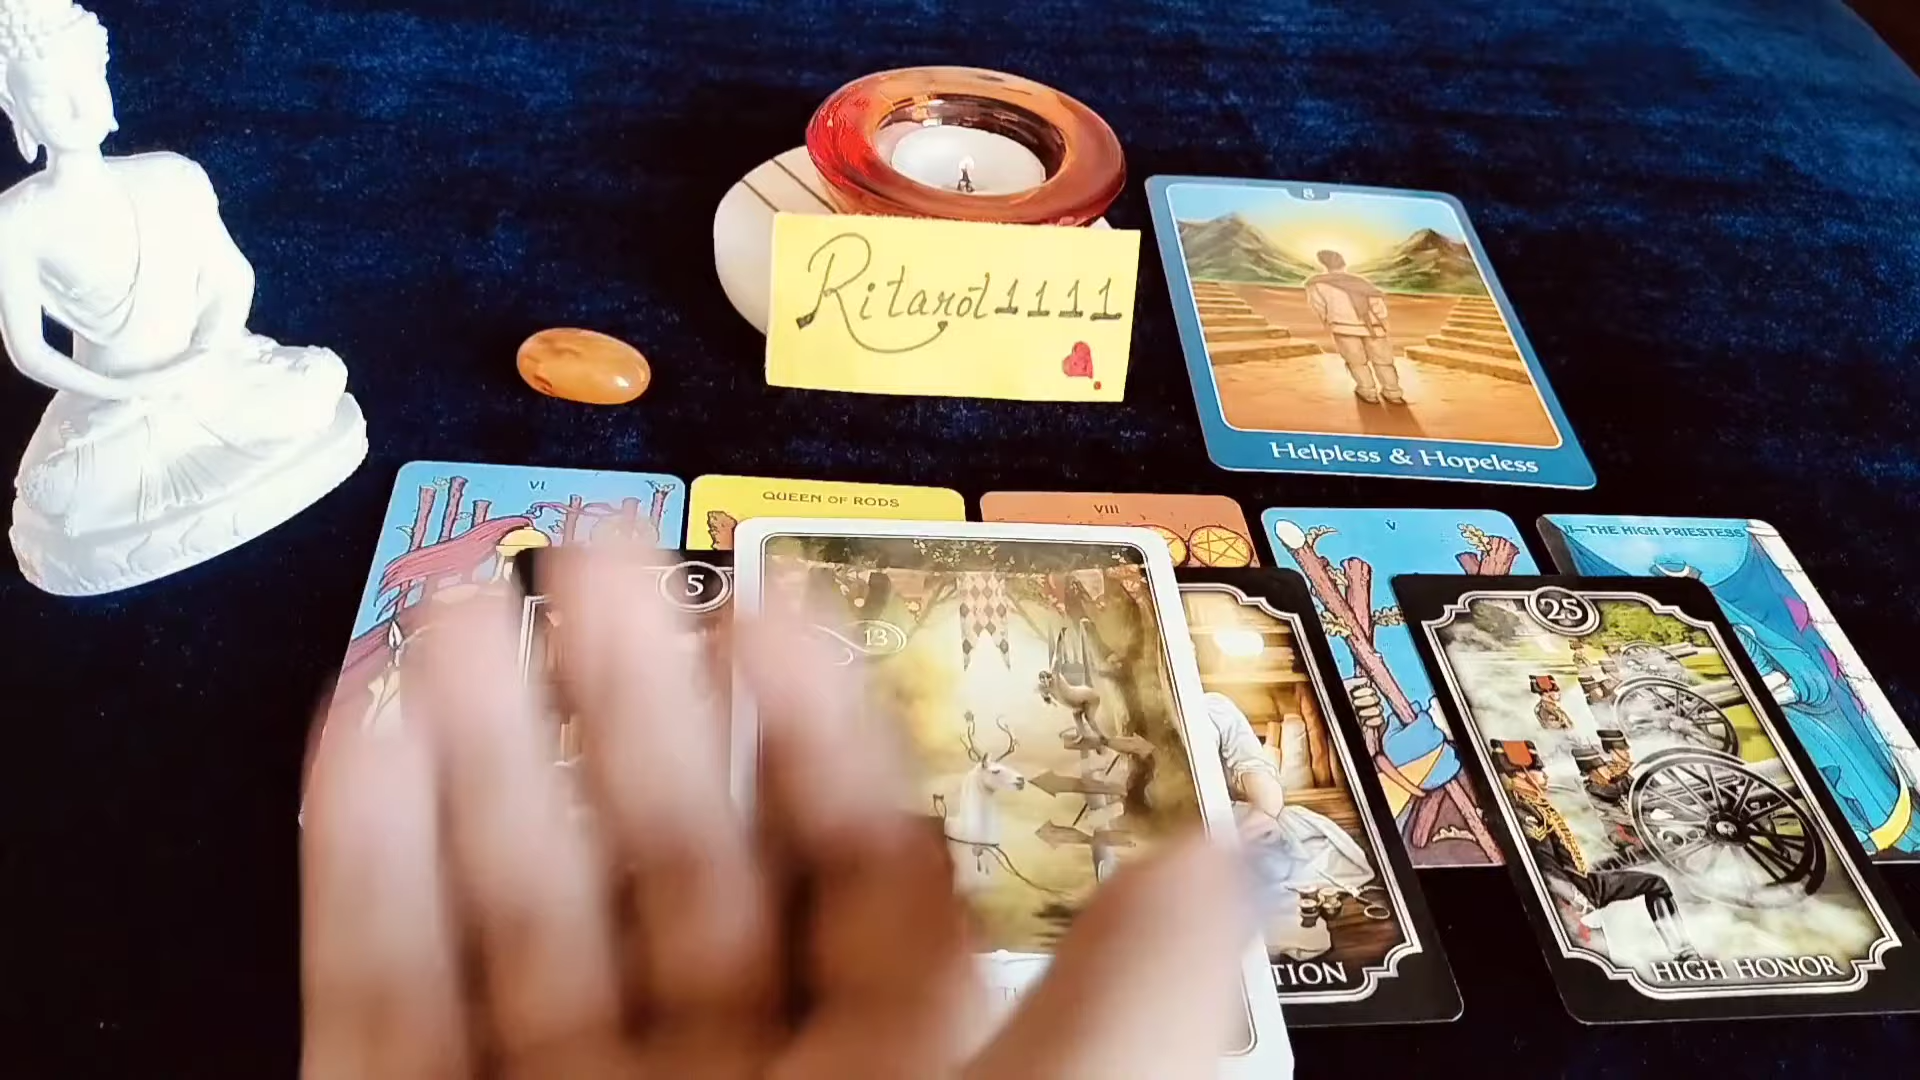 Ritarot1111
8
Helpless & Hopeless
VI
QUEEN OF RODS
VIII
V
II—THE HIGH PRIESTESS
5
13
25
TION
HIGH HONOR